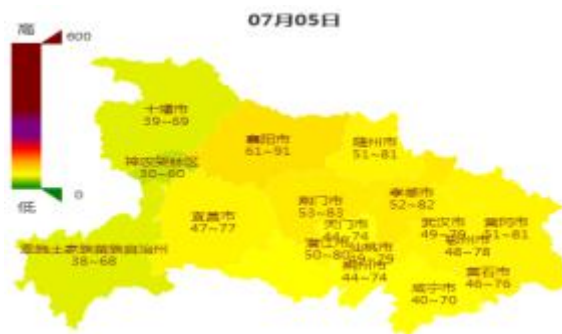 07月05日
高
600
0
低
十堰市
39~69
襄阳市
61~91
随州市
51~81
神农架林区
30~60
宜昌市
47~77
荆门市
53~83
孝感市
52~82
天门市
44~74
武汉市
49~79
黄冈市
51~81
恩施土家族苗族自治州
38~68
潜江市
50~80
仙桃市
鄂州市
48~78
荆州市
44~74
黄石市
46~76
咸宁市
40~70